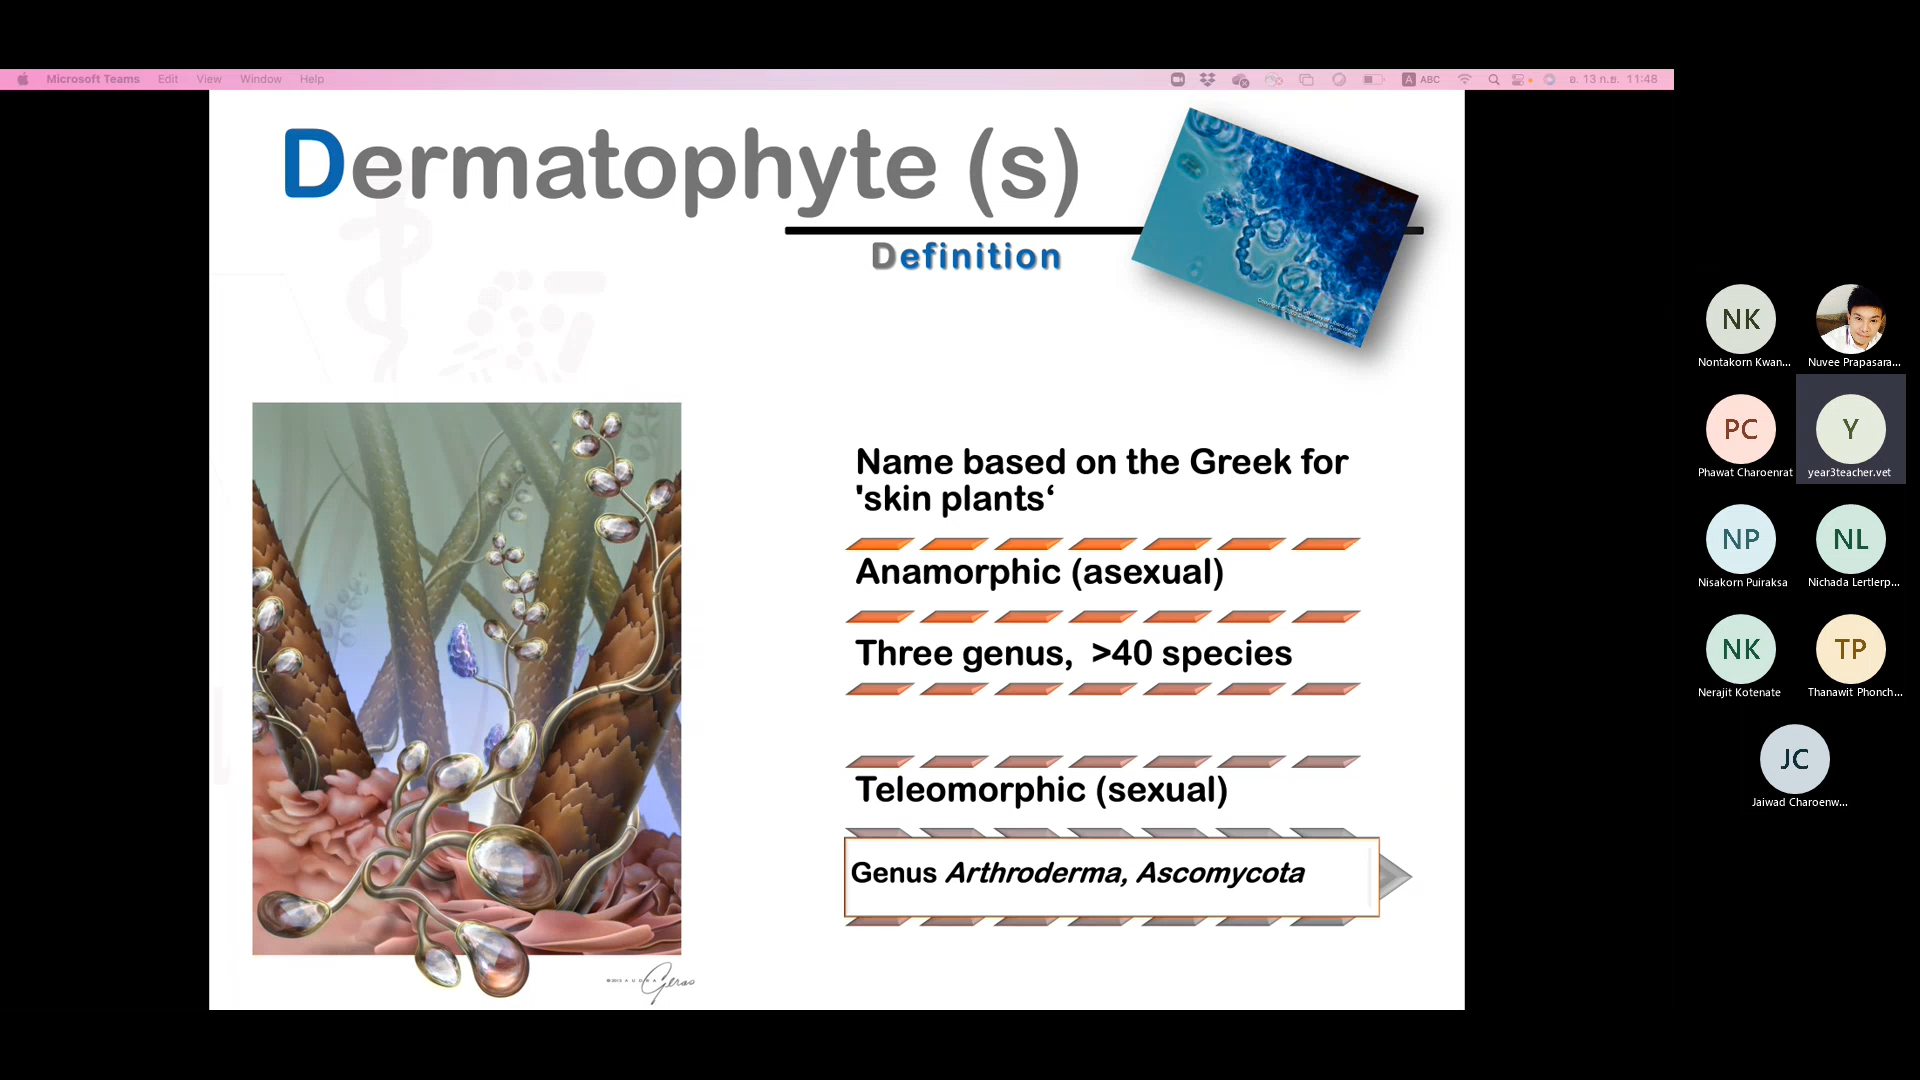 Microsoft Teams Edit View Window Help
A ABC อ. 13 ก.ย. 11:48
Dermatophyte (s)
Definition
Name based on the Greek for
'skin plants‘
Anamorphic (asexual)
Three genus, >40 species
Teleomorphic (sexual)
Genus Arthroderma, Ascomycota
NK
Nontakorn Kwan...
Nuvee Prapasara...
PC
Phawat Charoenrat
Y
year3teacher.vet
NP
Nisakorn Puiraksa
NL
Nichada Lertlerp...
NK
Nerajit Kotenate
TP
Thanawit Phonch...
JC
Jaiwad Charoenw...